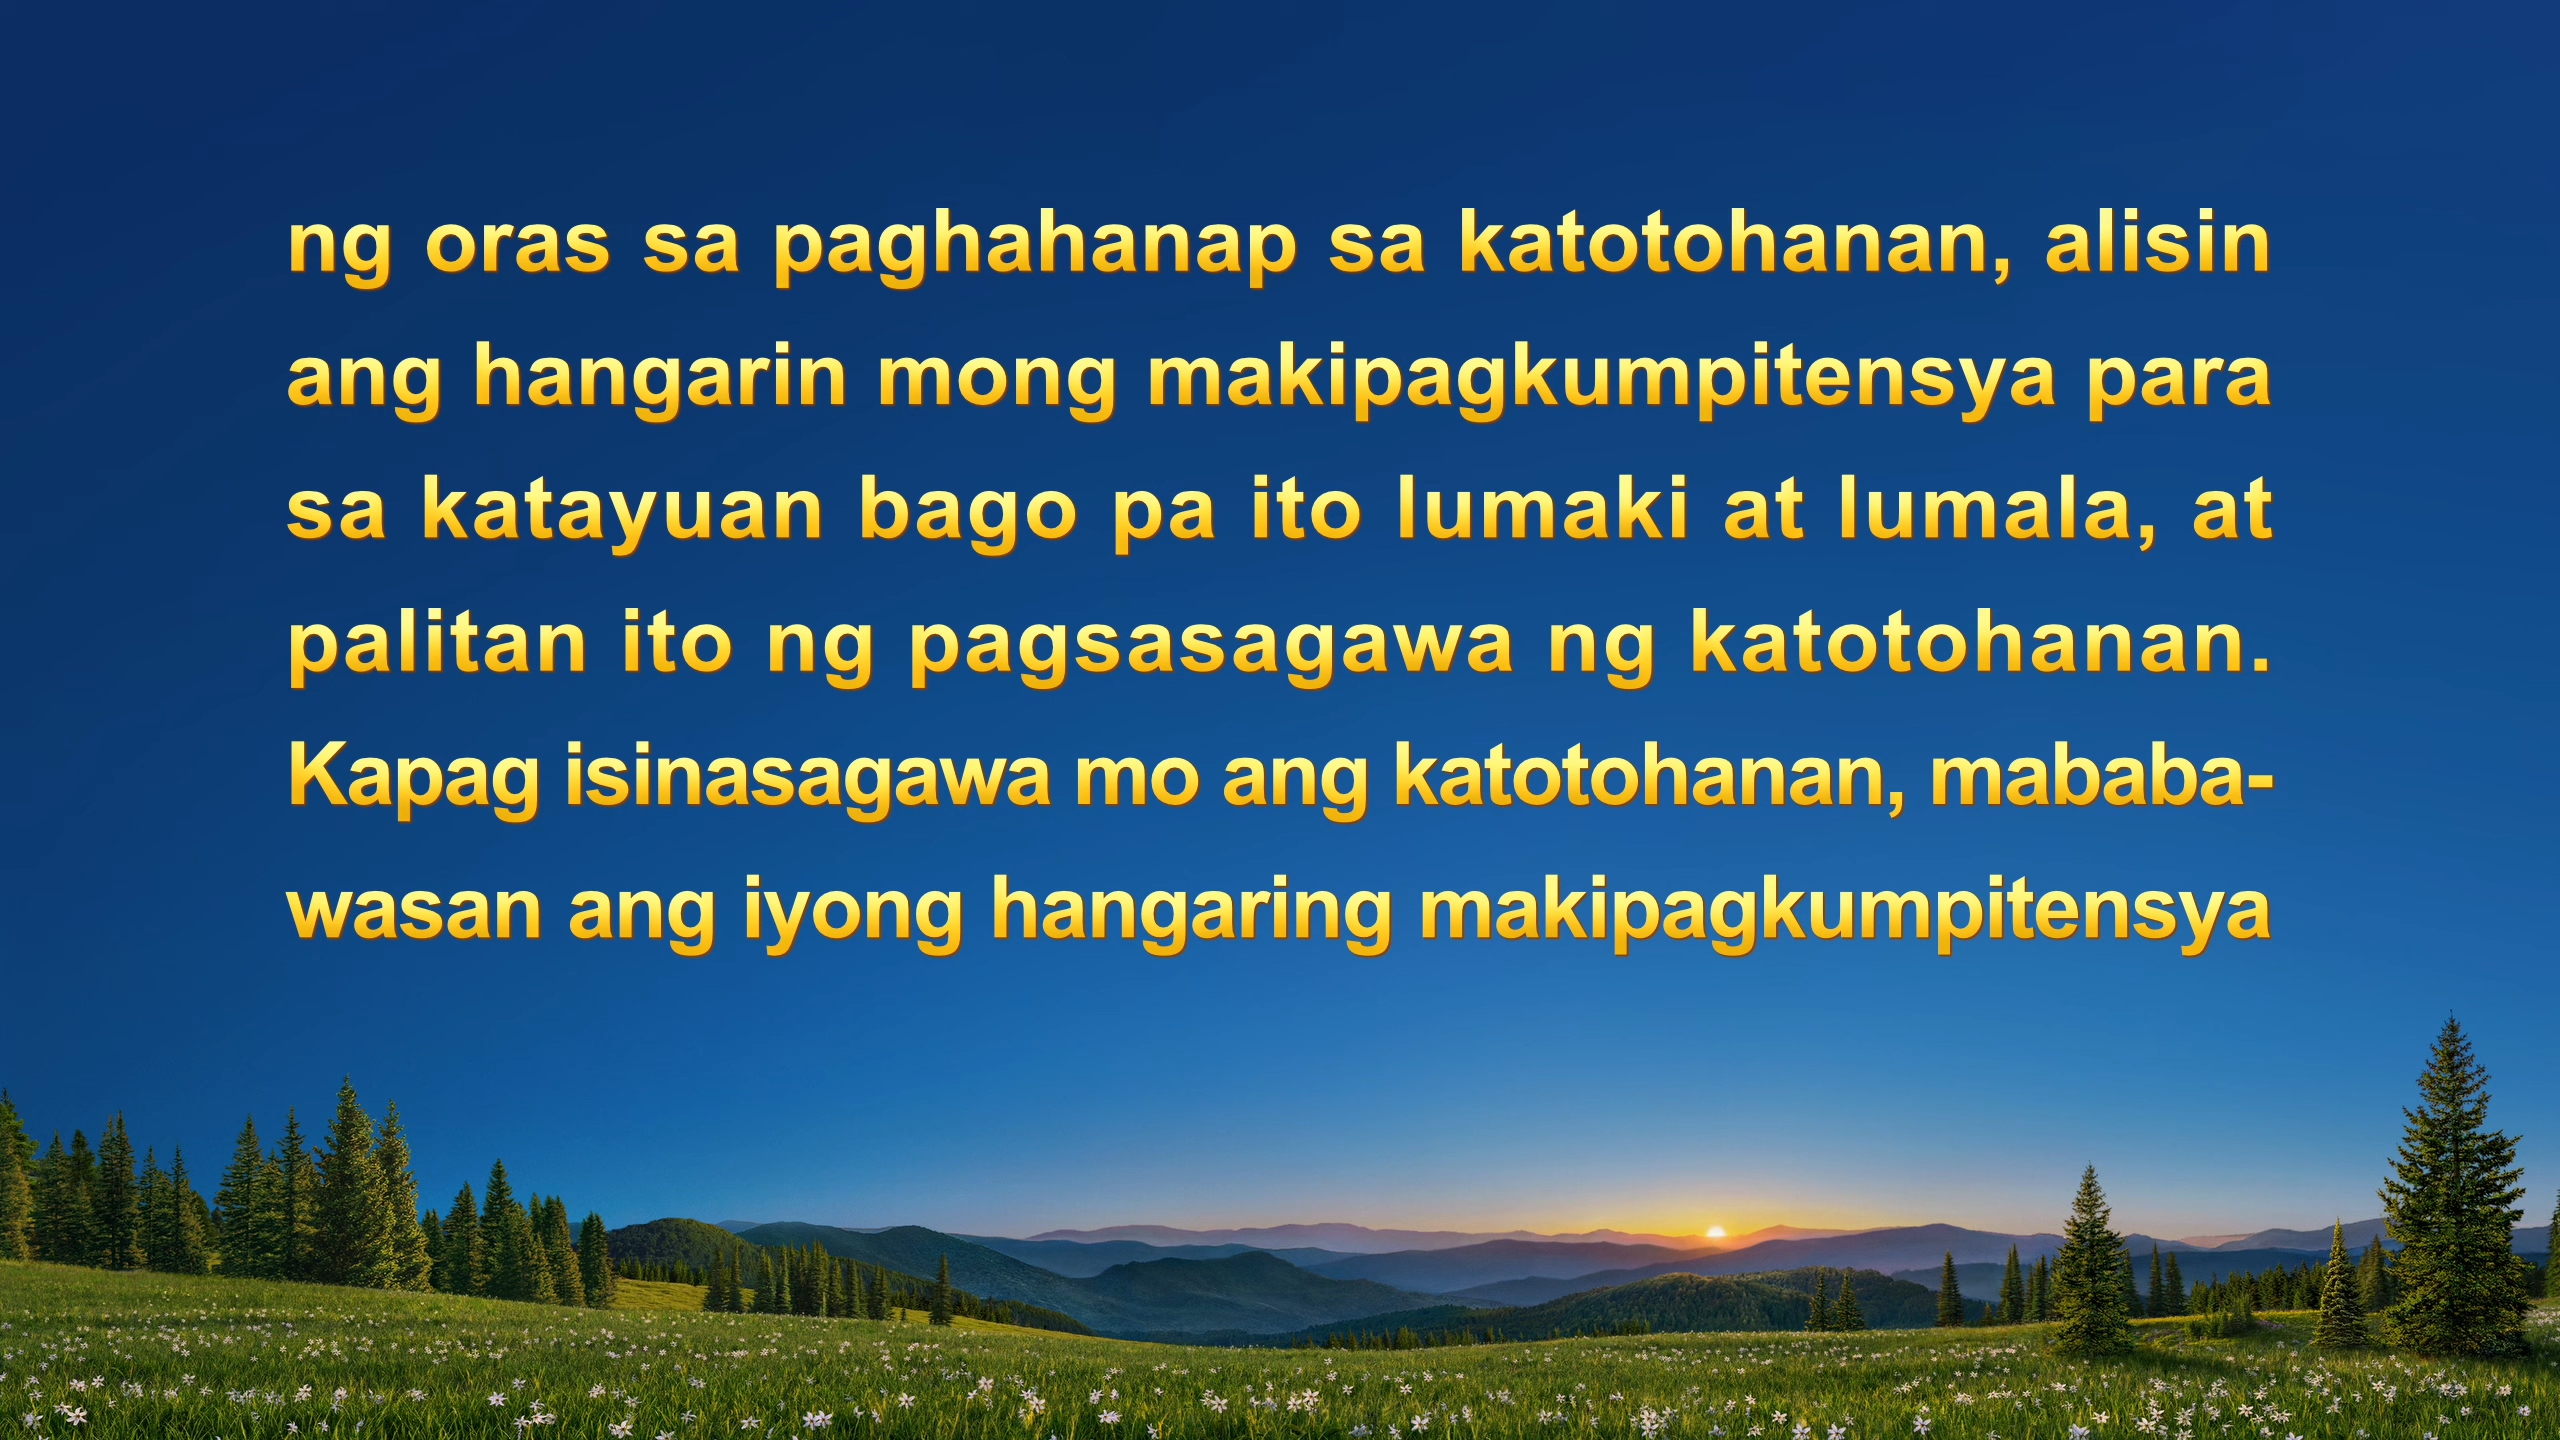 ng oras sa paghahanap sa katotohanan, alisin
ang hangarin mong makipagkumpitensya para
sa katayuan bago pa ito lumaki at lumala, at
palitan ito ng pagsasagawa ng katotohanan.
Kapag isinasagawa mo ang katotohanan, mababa-
wasan ang iyong hangaring makipagkumpitensya